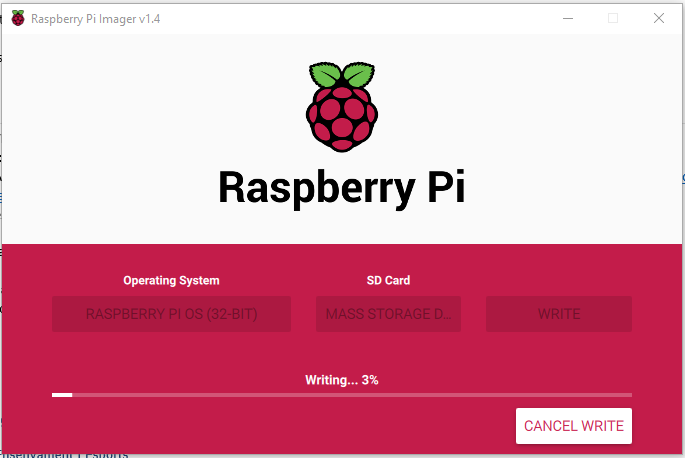 Raspberry Pi Imager v1.4
Raspberry Pi
Operating System
SD Card
RASPBERRY PI OS (32-BIT)
MASS STORAGE D...
WRITE
Writing... 3%
CANCEL WRITE